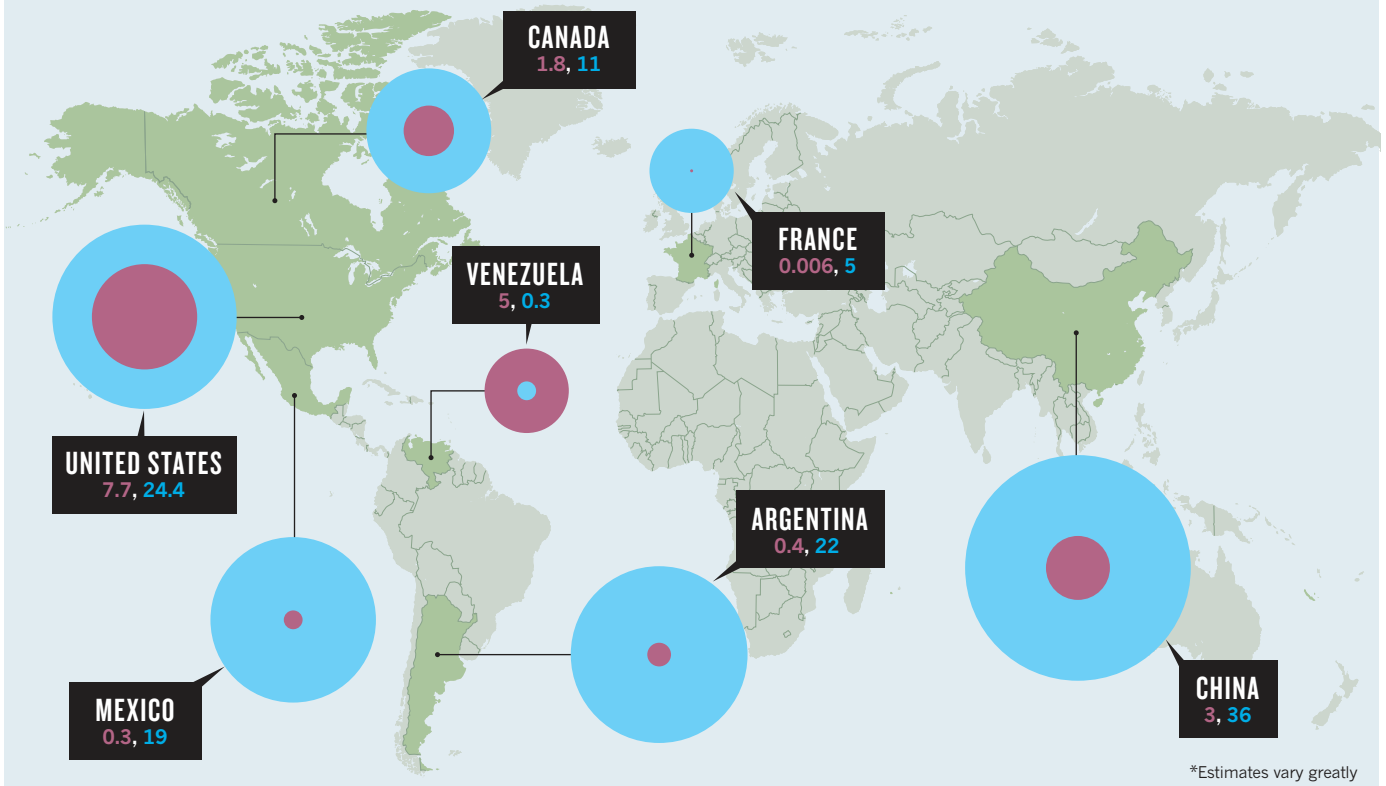 CANADA
1.8, 11
FRANCE
0.006, 5
VENEZUELA
5, 0.3
UNITED STATES
7.7, 24.4
ARGENTINA
0.4, 22
MEXICO
0.3, 19
CHINA
3, 36
*Estimates vary greatly